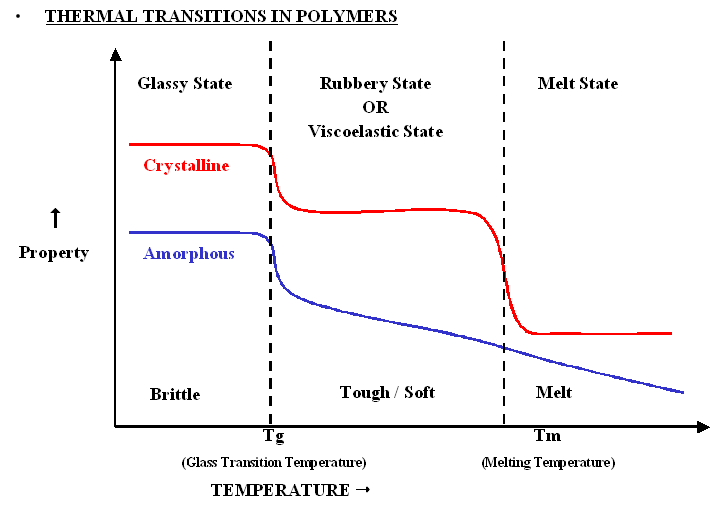 • THERMAL TRANSITIONS IN POLYMERS
Glassy State
Rubbery State
OR
Viscoelastic State
Melt State
Crystalline
↑
Property
Amorphous
Brittle
Tough / Soft
Melt
Tg
Tm
(Glass Transition Temperature)
(Melting Temperature)
TEMPERATURE →